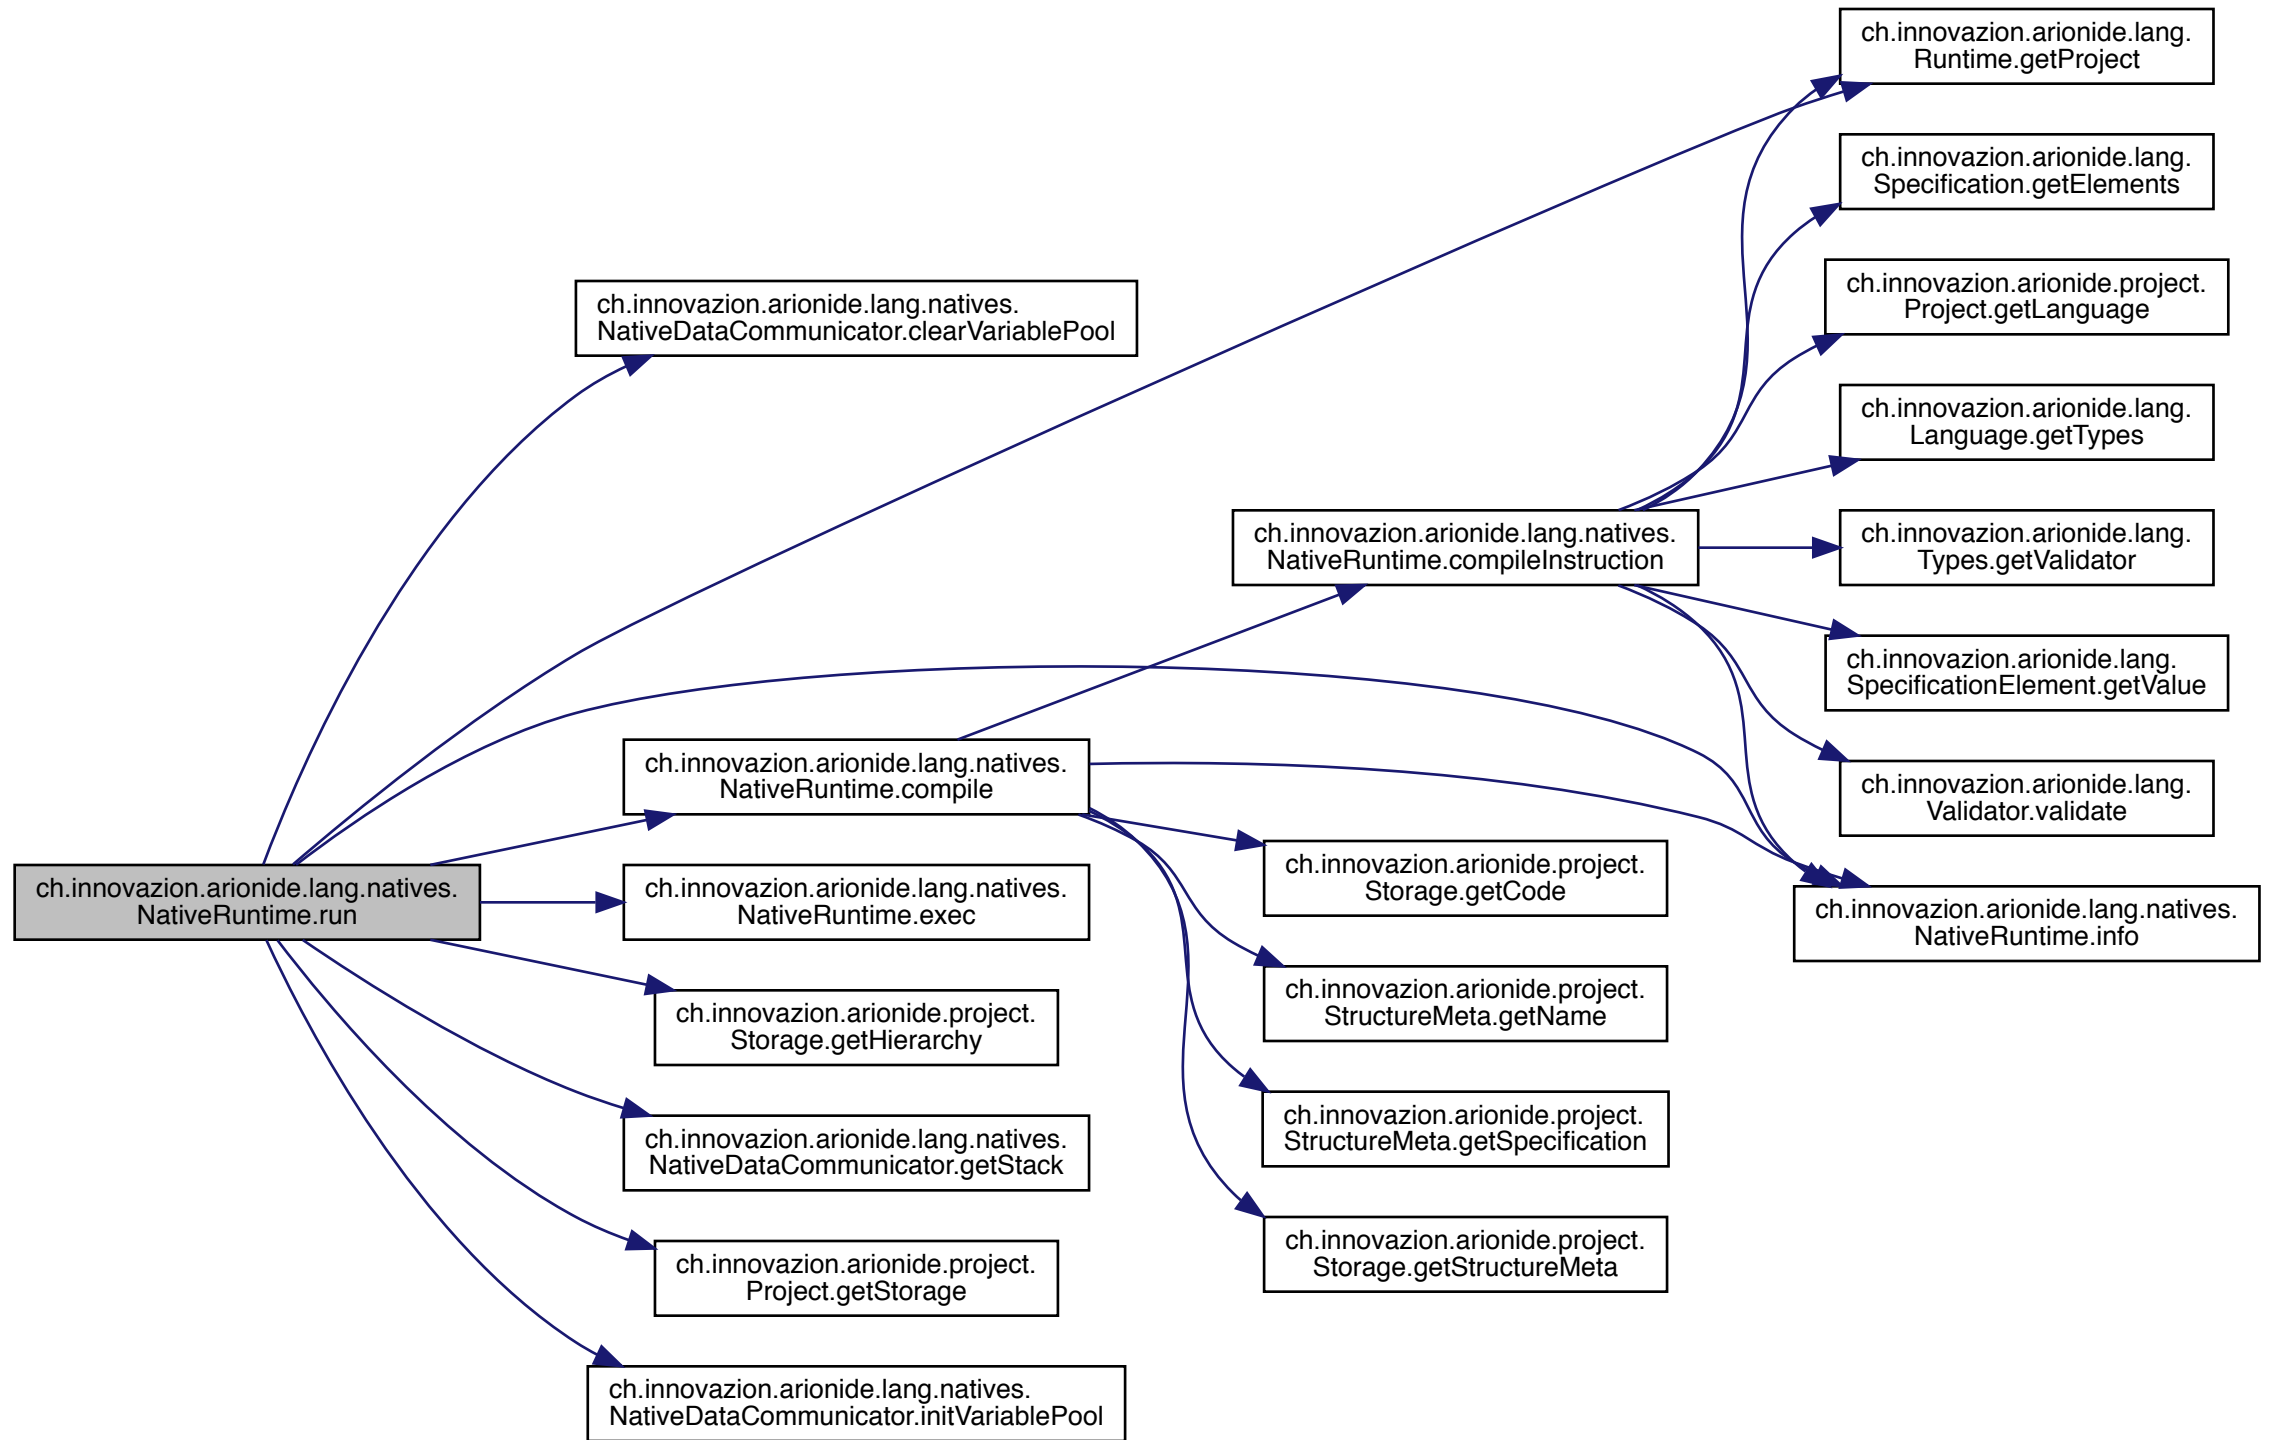 ch.innovazion.arionide.lang.
Runtime.getProject
ch.innovazion.arionide.lang.
Specification.getElements
ch.innovazion.arionide.project.
Project.getLanguage
ch.innovazion.arionide.lang.natives.
NativeDataCommunicator.clearVariablePool
ch.innovazion.arionide.lang.
Language.getTypes
ch.innovazion.arionide.lang.natives.
NativeRuntime.compileInstruction
ch.innovazion.arionide.lang.
Types.getValidator
ch.innovazion.arionide.lang.
SpecificationElement.getValue
ch.innovazion.arionide.lang.natives.
NativeRuntime.compile
ch.innovazion.arionide.lang.
Validator.validate
ch.innovazion.arionide.lang.natives.
NativeRuntime.run
ch.innovazion.arionide.lang.natives.
NativeRuntime.exec
ch.innovazion.arionide.project.
Storage.getCode
ch.innovazion.arionide.lang.natives.
NativeRuntime.info
ch.innovazion.arionide.project.
Storage.getHierarchy
ch.innovazion.arionide.project.
StructureMeta.getName
ch.innovazion.arionide.lang.natives.
NativeDataCommunicator.getStack
ch.innovazion.arionide.project.
StructureMeta.getSpecification
ch.innovazion.arionide.project.
Project.getStorage
ch.innovazion.arionide.project.
Storage.getStructureMeta
ch.innovazion.arionide.lang.natives.
NativeDataCommunicator.initVariablePool